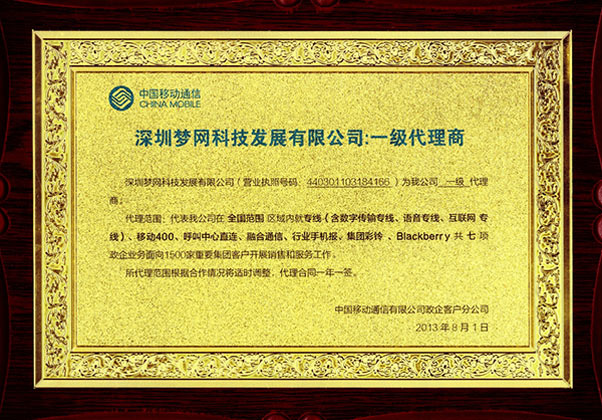 中国移动通信
CHINA MOBILE
深圳梦网科技发展有限公司:一级代理商
深圳梦网科技发展有限公司（营业执照号码：440301103184166）为我公司 一级 代理
商；
代理范围：代表我公司在 全国范围 区域内就专线（含数字传输专线、语音专线、互联网 专
线）、移动400、呼叫中心直连、融合通信、行业手机报、集团彩铃 、Blackberry 共 七 项
政企业务面向1500家重要集团客户开展销售和服务工作。
所代理范围根据合作情况将适时调整，代理合同一年一签。
中国移动通信有限公司政企客户分公司
2013年8月1日